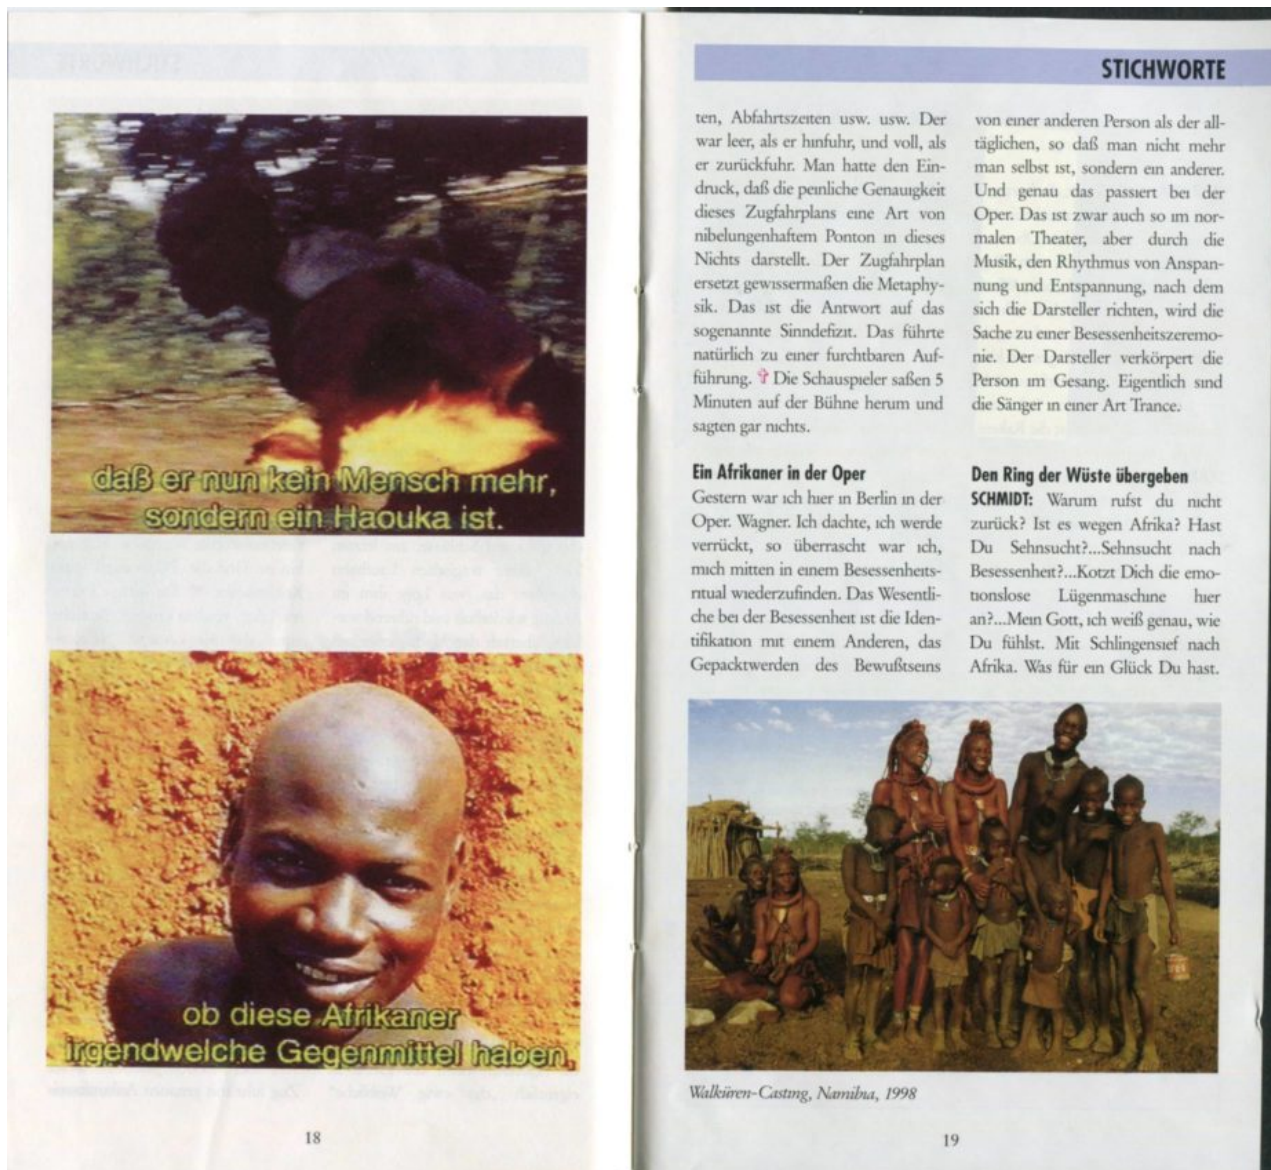 daß er nun kein Mensch mehr,
sondern ein Haouka ist.
ob diese Afrikaner
irgendwelche Gegenmittel haben,
18
STICHWORTE
ten, Abfahrtszeiten usw. usw. Der
war leer, als er hinfuhr, und voll, als
er zurückfuhr. Man hatte den Ein-
druck, daß die peinliche Genauigkeit
dieses Zugfahrplans eine Art von
nibelungenhaftem Ponton in dieses
Nichts darstellt. Der Zugfahrplan
ersetzt gewissermaßen die Metaphy-
sik. Das ist die Antwort auf das
sogenannte Sinndefizit. Das führte
natürlich zu einer furchtbaren Auf-
führung. ✞ Die Schauspieler saßen 5
Minuten auf der Bühne herum und
sagten gar nichts.
Ein Afrikaner in der Oper
Gestern war ich hier in Berlin in der
Oper. Wagner. Ich dachte, ich werde
verrückt, so überrascht war ich,
mich mitten in einem Besessenheits-
ritual wiederzufinden. Das Wesentli-
che bei der Besessenheit ist die Iden-
tifikation mit einem Anderen, das
Gepacktwerden des Bewußtseins
von einer anderen Person als der all-
täglichen, so daß man nicht mehr
man selbst ist, sondern ein anderer.
Und genau das passiert bei der
Oper. Das ist zwar auch so im nor-
malen Theater, aber durch die
Musik, den Rhythmus von Anspan-
nung und Entspannung, nach dem
sich die Darsteller richten, wird die
Sache zu einer Besessenheitszeremo-
nie. Der Darsteller verkörpert die
Person im Gesang. Eigentlich sind
die Sänger in einer Art Trance.
Den Ring der Wüste übergeben
SCHMIDT: Warum rufst du nicht
zurück? Ist es wegen Afrika? Hast
Du Sehnsucht?...Sehnsucht nach
Besessenheit?...Kotzt Dich die emo-
tionslose Lügenmaschine hier
an?...Mein Gott, ich weiß genau, wie
Du fühlst. Mit Schlingensief nach
Afrika. Was für ein Glück Du hast.
Walküren-Casting, Namibia, 1998
19